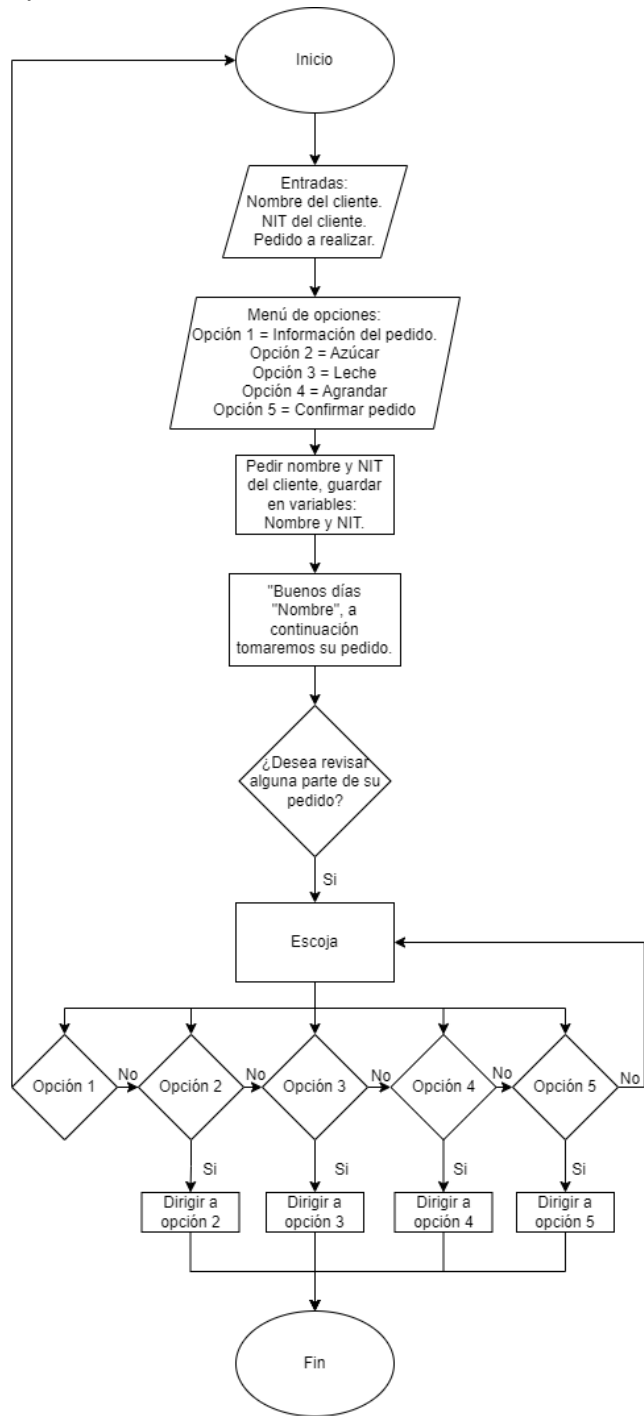 Inicio
Entradas:
Nombre del cliente.
NIT del cliente.
Pedido a realizar.
Menú de opciones:
Opción 1 = Información del pedido.
Opción 2 = Azúcar
Opción 3 = Leche
Opción 4 = Agrandar
Opción 5 = Confirmar pedido
Pedir nombre y NIT
del cliente, guardar
en variables:
Nombre y NIT.
"Buenos días
"Nombre", a
continuación
tomaremos su pedido.
¿Desea revisar
alguna parte de su
pedido?
Si
Escoja
Opción 1
No
Opción 2
No
Opción 3
No
Opción 4
No
Opción 5
No
Si
Si
Si
Si
Dirigir a
opción 2
Dirigir a
opción 3
Dirigir a
opción 4
Dirigir a
opción 5
Fin